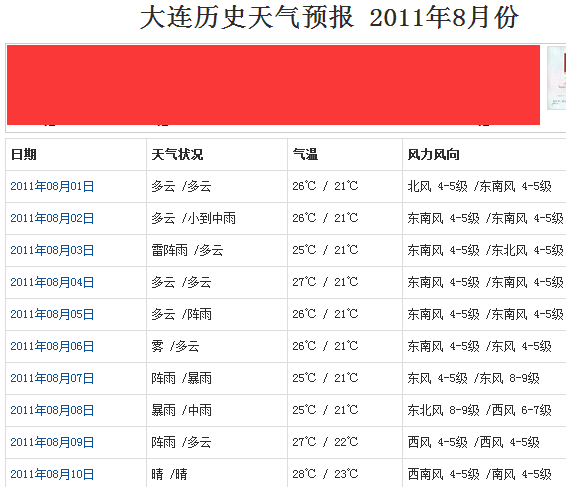 大连历史天气预报 2011年8月份
日期 天气状况 气温 风力风向
2011年08月01日 多云 /多云 26℃ / 21℃ 北风 4-5级 /东南风 4-5级
2011年08月02日 多云 /小到中雨 26℃ / 21℃ 东南风 4-5级 /东南风 4-5级
2011年08月03日 雷阵雨 /多云 25℃ / 21℃ 东南风 4-5级 /东北风 4-5级
2011年08月04日 多云 /多云 27℃ / 21℃ 东南风 4-5级 /东南风 4-5级
2011年08月05日 多云 /阵雨 26℃ / 21℃ 东南风 4-5级 /东南风 4-5级
2011年08月06日 雾 /多云 26℃ / 21℃ 东南风 4-5级 /东风 4-5级
2011年08月07日 阵雨 /暴雨 25℃ / 21℃ 东风 4-5级 /东风 8-9级
2011年08月08日 暴雨 /中雨 25℃ / 21℃ 东北风 8-9级 /西风 6-7级
2011年08月09日 阵雨 /多云 27℃ / 22℃ 西风 4-5级 /西风 4-5级
2011年08月10日 晴 /晴 28℃ / 23℃ 西南风 4-5级 /南风 4-5级